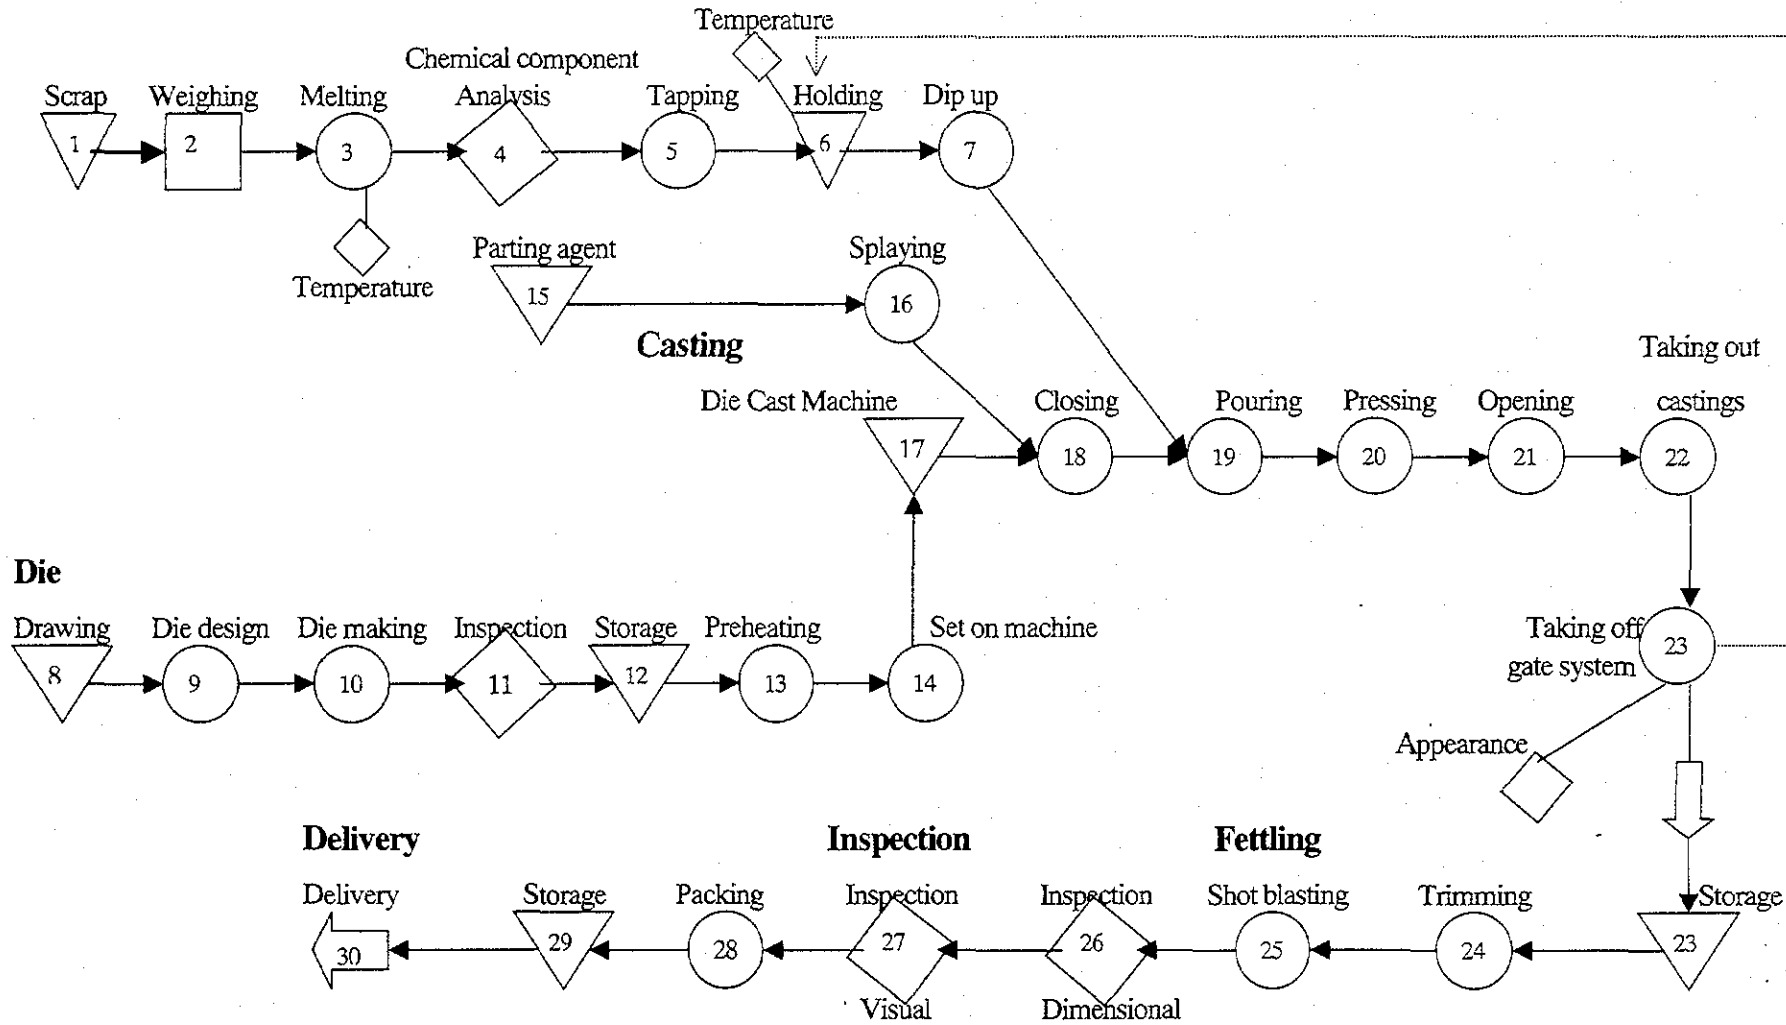 Temperature
Chemical component
Scrap Weighing Melting Analysis Tapping Holding Dip up
1 2 3 4 5 6 7
Parting agent Splaying
Temperature
15 16
Casting
Taking out
Die Cast Machine Closing Pouring Pressing Opening castings
17 18 19 20 21 22
Die
Drawing Die design Die making Inspection Storage Preheating Set on machine Taking off
gate system
8 9 10 11 12 13 14 23
Appearance
Delivery Inspection Fettling
Delivery Storage Packing Inspection Inspection Shot blasting Trimming Storage
30 29 28 27 26 25 24 23
Visual Dimensional